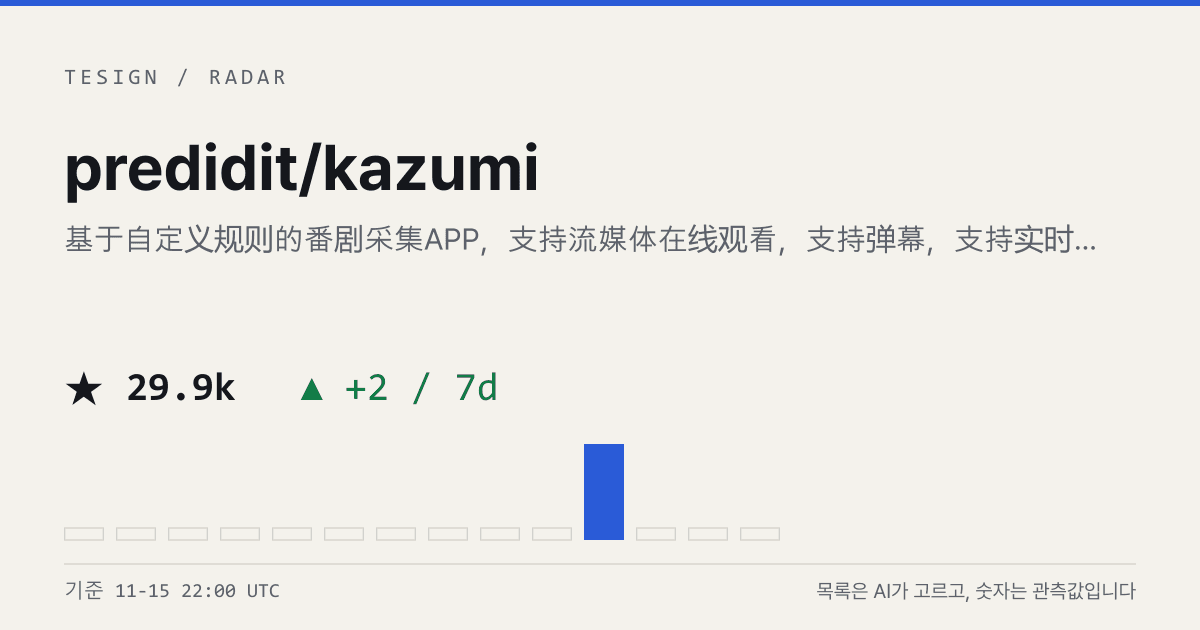 TESIGN / RADAR
predidit/kazumi
基于自定义规则的番剧采集APP，支持流媒体在线观看，支持弹幕，支持实时...
★ 29.9k ▲ +2 / 7d
기준 11-15 22:00 UTC
목록은 AI가 고르고, 숫자는 관측값입니다